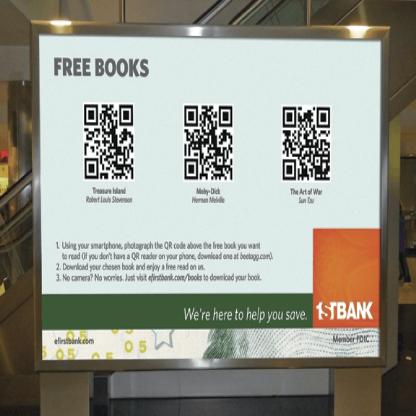 FREE BOOKS
Treasure Island
Robert Louis Stevenson
Moby-Dick
Herman Melville
The Art of War
Sun Tzu
1. Using your smartphone, photograph the QR code above the free book you want
to read (if you don't have a QR reader on your phone, download one at beetagg.com).
2. Download your chosen book and enjoy a free read on us.
3. No camera? No worries. Just visit efirstbank.com/books to download your book.
We're here to help you save.
1STBANK
efirstbank.com
Member FDIC
05 05
05